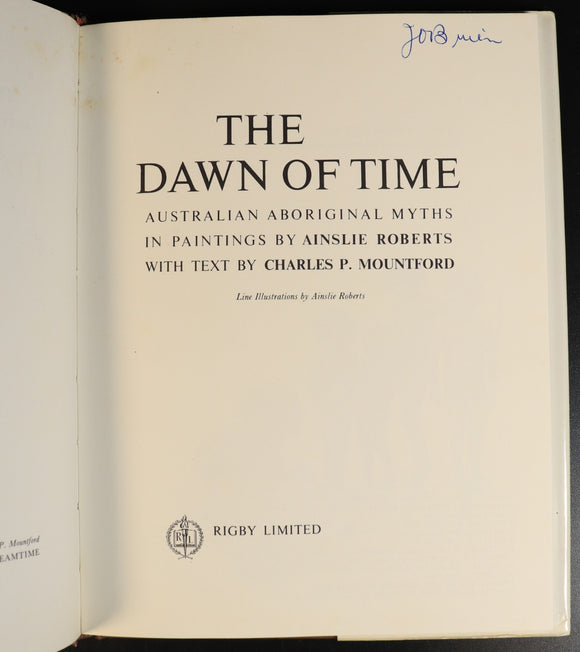 JOBrien
THE
DAWN OF TIME
AUSTRALIAN ABORIGINAL MYTHS
IN PAINTINGS BY AINSLIE ROBERTS
WITH TEXT BY CHARLES P. MOUNTFORD
Line Illustrations by Ainslie Roberts
R L
RIGBY LIMITED
P. Mountford
EAMTIME